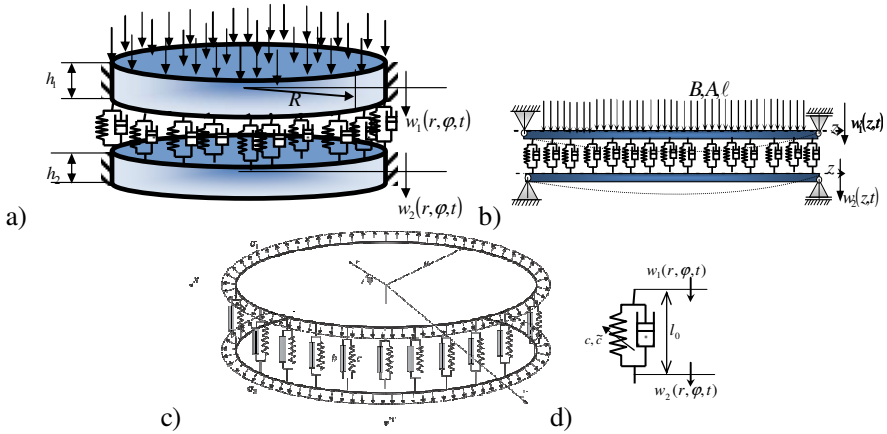 h₁
R
w₁(r,φ,t)
h₂
w₂(r,φ,t)
a)
B,A,ℓ
z
w₁(z,t)
z
w₂(z,t)
b)
r
b
c
c)
w₁(r,φ,t)
c, c̃
l₀
w₂(r,φ,t)
d)